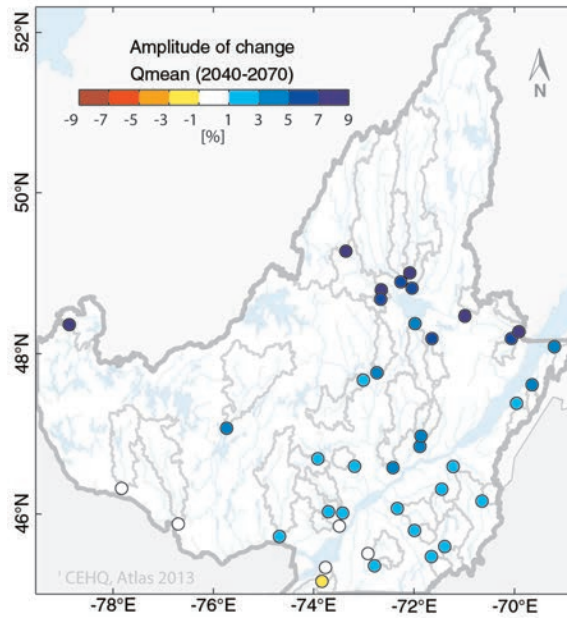 52°N
50°N
48°N
46°N
Amplitude of change
Qmean (2040-2070)
-9 -7 -5 -3 -1 1 3 5 7 9
[%]
N
' CEHQ, Atlas 2013
-78°E -76°E -74°E -72°E -70°E